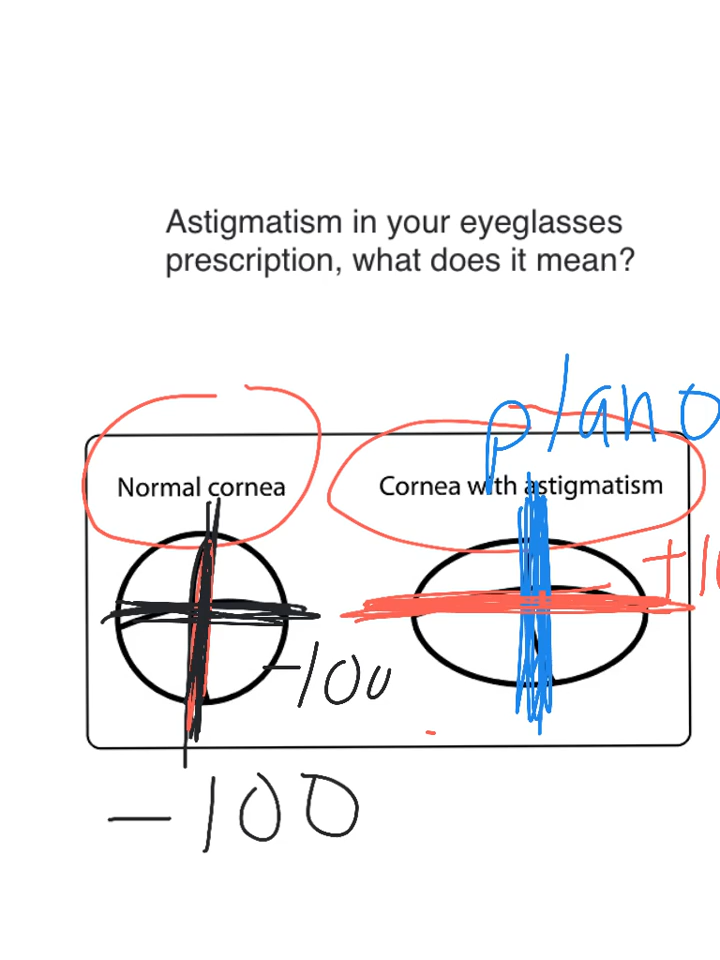 Astigmatism in your eyeglasses
prescription, what does it mean?
plano
Normal cornea
Cornea with astigmatism
-100
-100